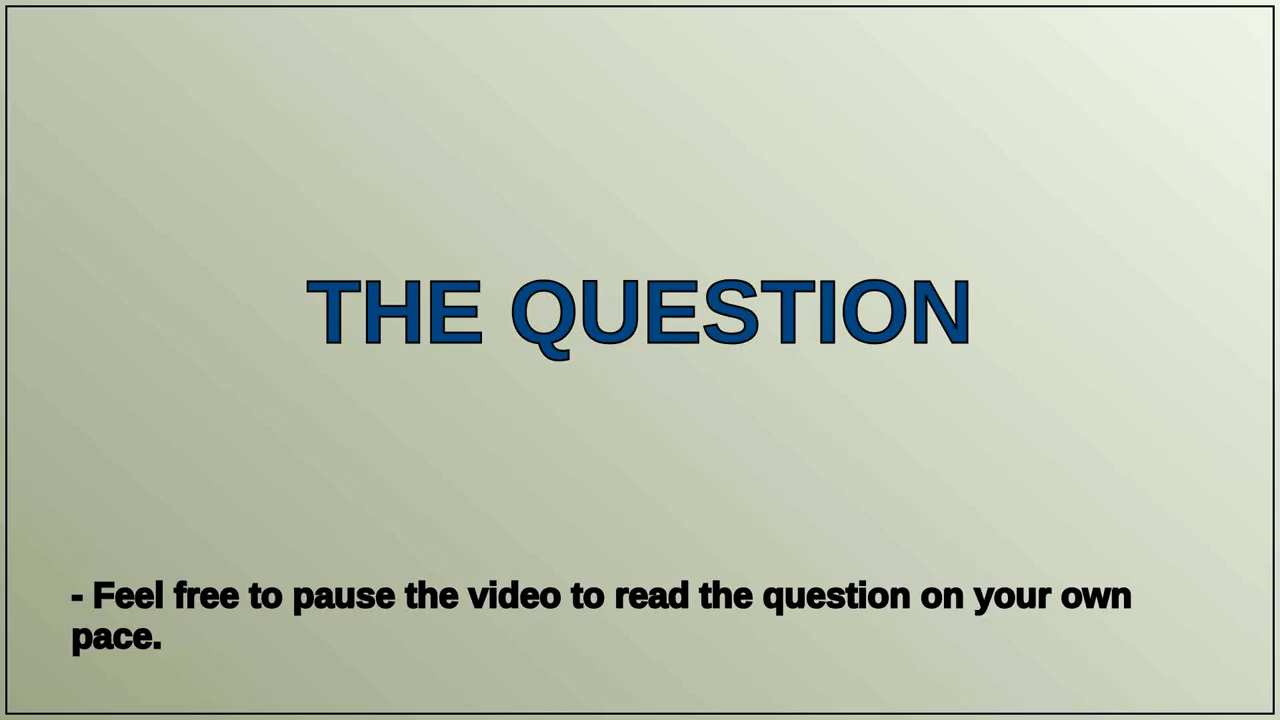 THE QUESTION
- Feel free to pause the video to read the question on your own
pace.